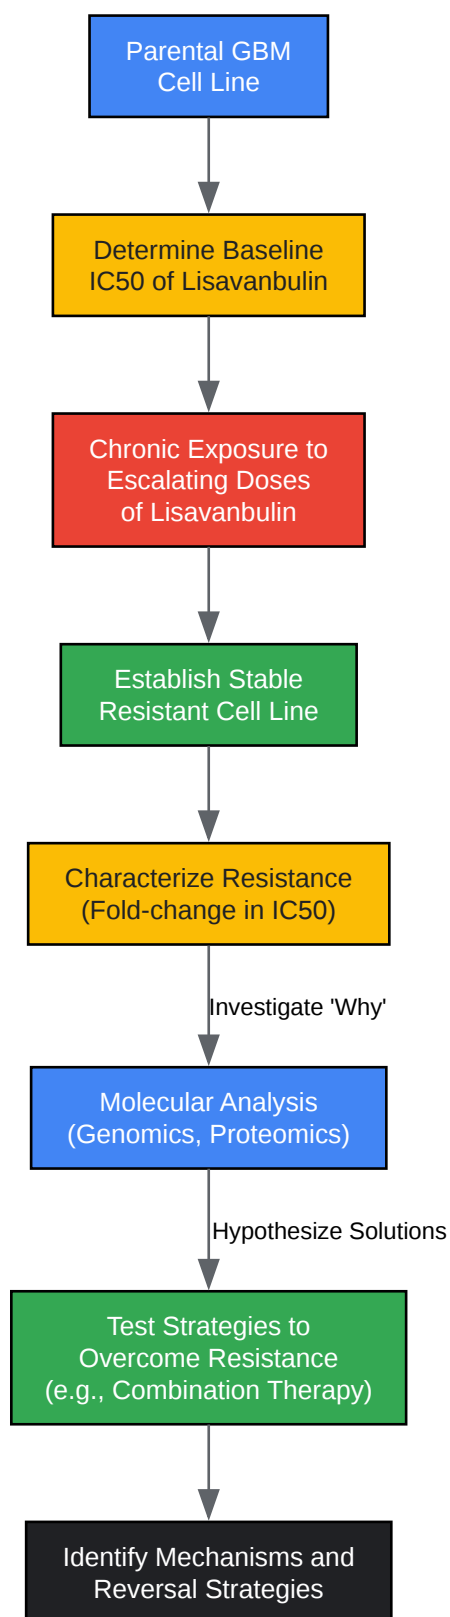 Parental GBM
Cell Line
Determine Baseline
IC50 of Lisavanbulin
Chronic Exposure to
Escalating Doses
of Lisavanbulin
Establish Stable
Resistant Cell Line
Characterize Resistance
(Fold-change in IC50)
Investigate 'Why'
Molecular Analysis
(Genomics, Proteomics)
Hypothesize Solutions
Test Strategies to
Overcome Resistance
(e.g., Combination Therapy)
Identify Mechanisms and
Reversal Strategies